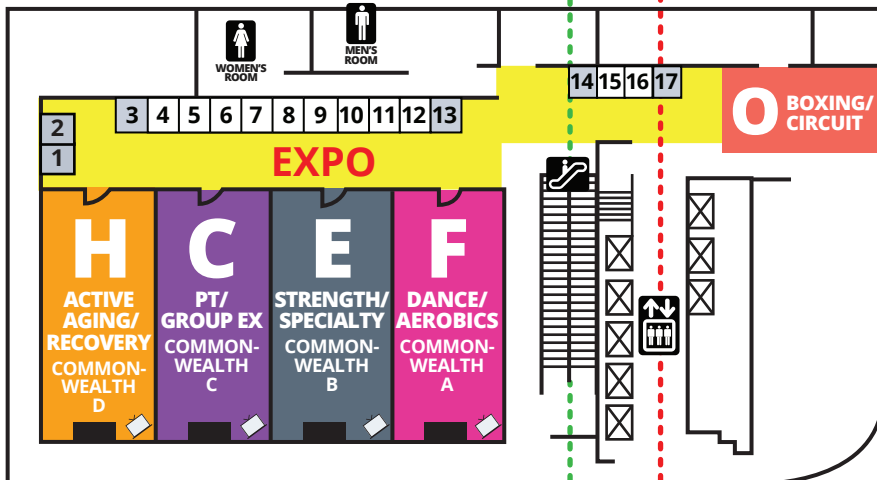 WOMEN'S
ROOM
MEN'S
ROOM
2
1
3 4 5 6 7 8 9 10 11 12 13
14 15 16 17
O BOXING/
CIRCUIT
EXPO
H
ACTIVE
AGING/
RECOVERY
COMMON-
WEALTH
D
C
PT/
GROUP EX
COMMON-
WEALTH
C
E
STRENGTH/
SPECIALTY
COMMON-
WEALTH
B
F
DANCE/
AEROBICS
COMMON-
WEALTH
A